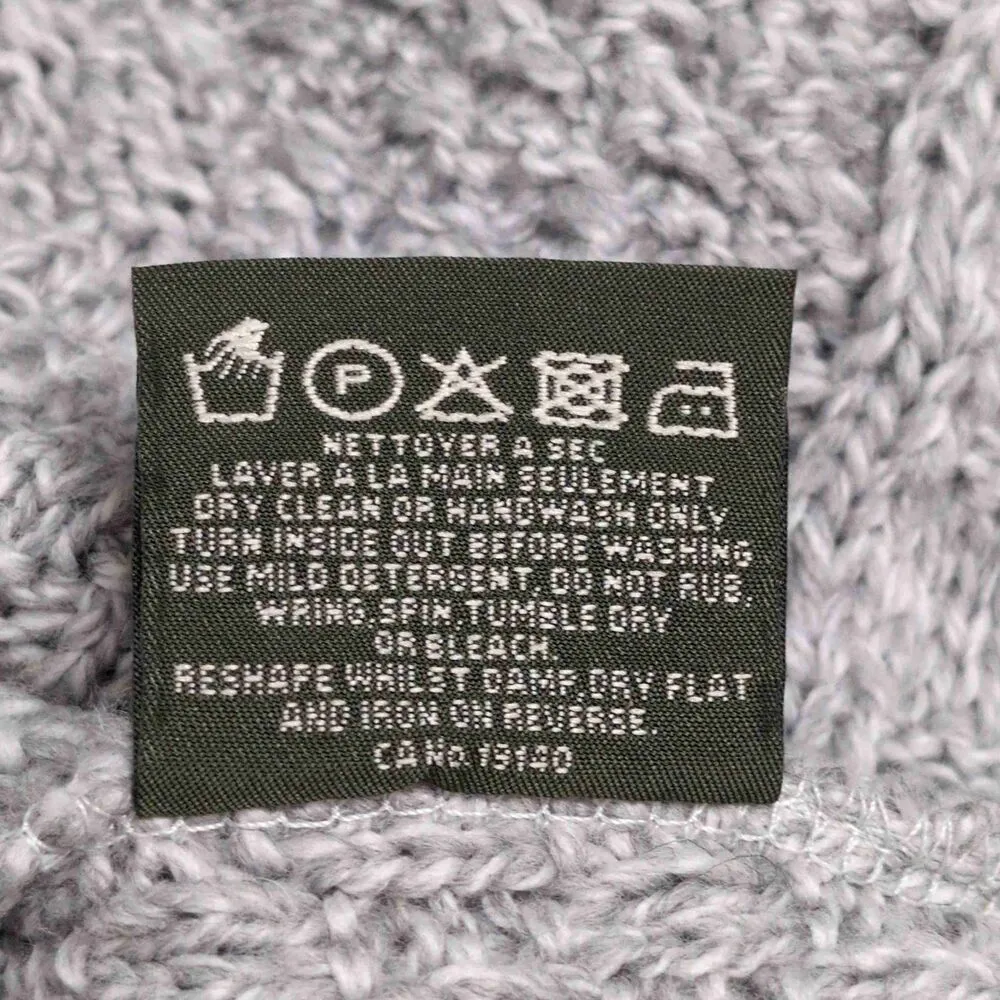 P
NETTOYER A SEC
LAVER A LA MAIN SEULEMENT
DRY CLEAN OR HANDWASH ONLY
TURN INSIDE OUT BEFORE WASHING
USE MILD DETERGENT. DO NOT RUB.
WRING, SPIN TUMBLE DRY
OR BLEACH.
RESHAPE WHILST DAMP. DRY FLAT
AND IRON ON REVERSE.
CA No. 19140